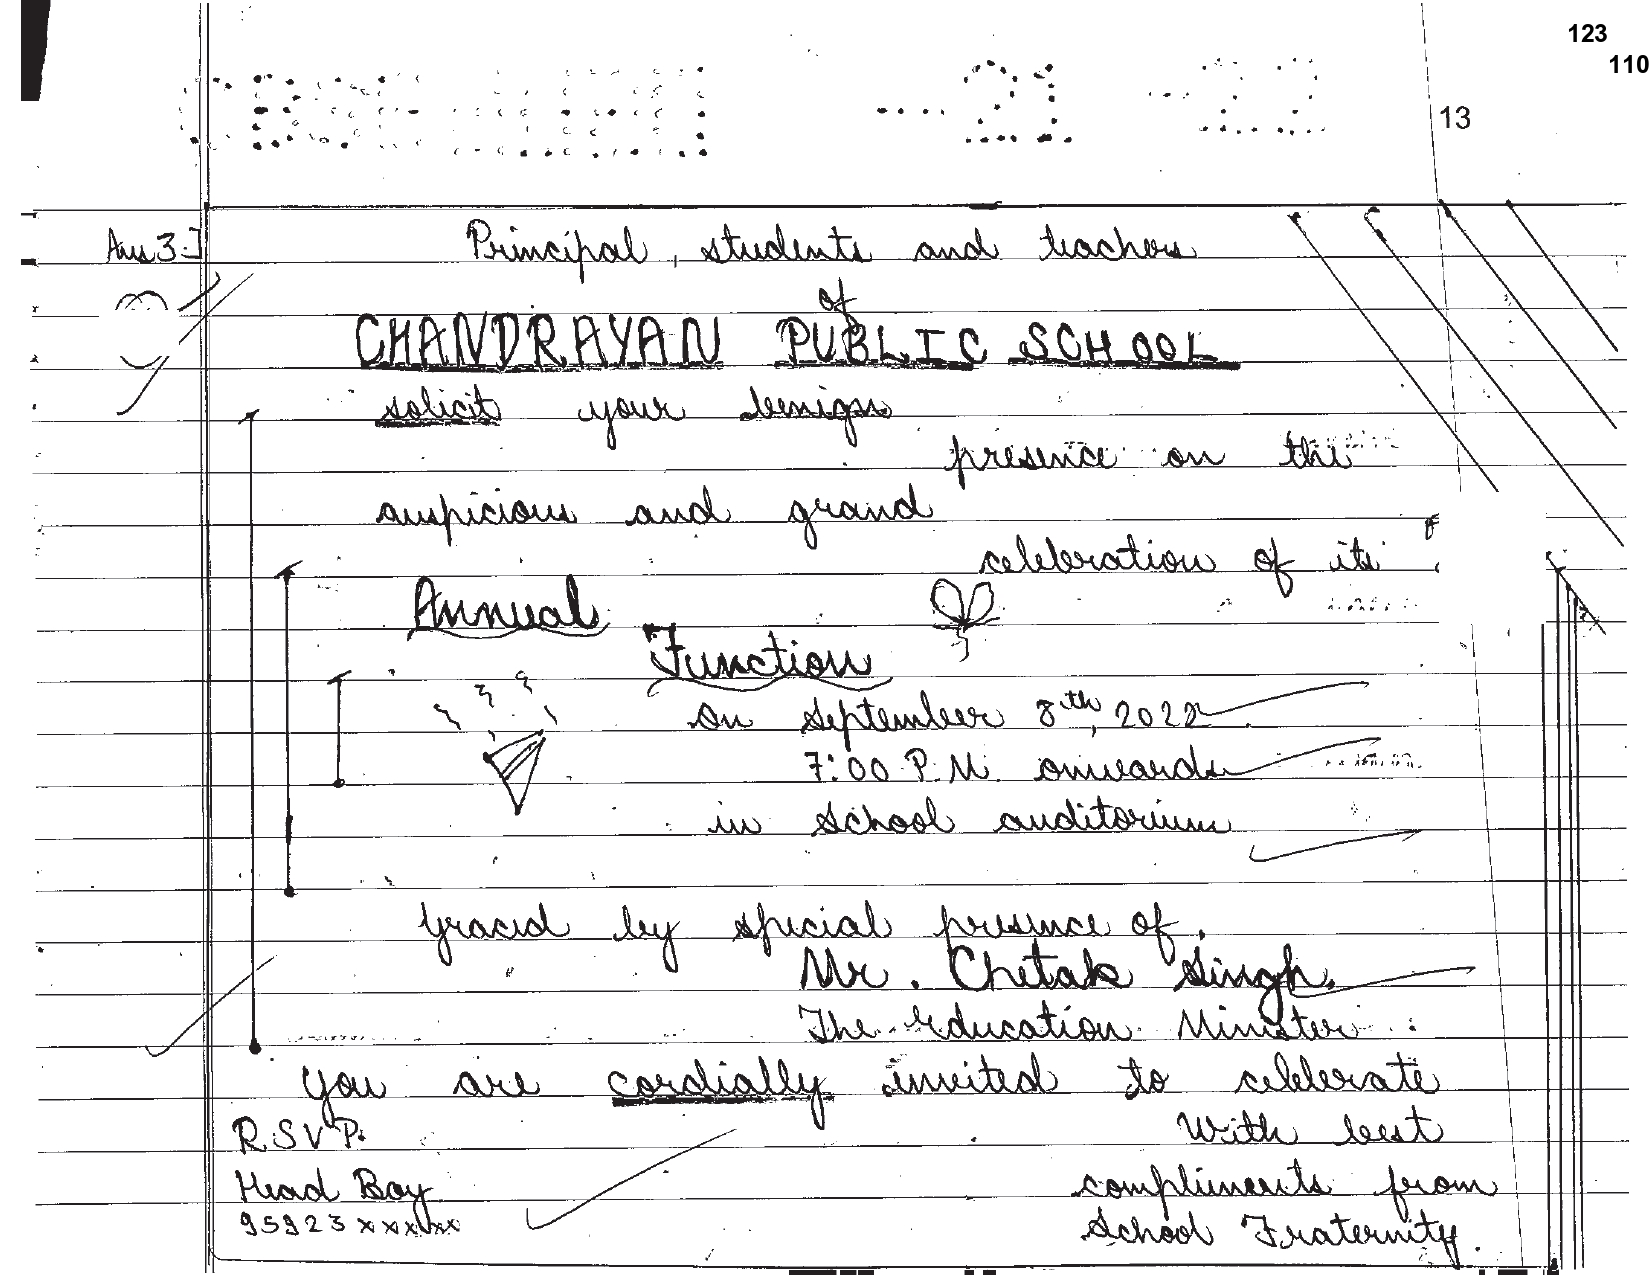 123
110
13
Ans 3.]
Principal, students and teachers
of
CHANDRAYAN PUBLIC SCHOOL
solicit your benign
presence on the
auspicious and grand
celebration of its
Annual
Function
on September 8th, 2022
7:00 P.M. onwards
in school auditorium
Graced by special presence of
Mr. Chetak Singh.
The Education Minister
You are cordially invited to celebrate
R.S.V.P.
With best
Head Boy
compliments from
95923xxxxx
School Fraternity.